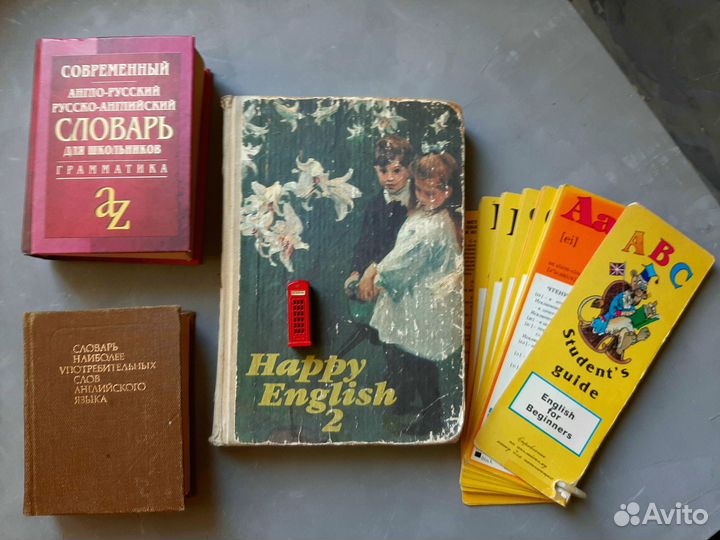 СОВРЕМЕННЫЙ
АНГЛО-РУССКИЙ
РУССКО-АНГЛИЙСКИЙ
СЛОВАРЬ
ДЛЯ ШКОЛЬНИКОВ
ГРАММАТИКА
aZ
СЛОВАРЬ
НАИБОЛЕЕ
УПОТРЕБИТЕЛЬНЫХ
СЛОВ
АНГЛИЙСКОГО
ЯЗЫКА
Happy
English
2
Aa
[ei]
ABC
Student's
guide
English
for
Beginners
Avito